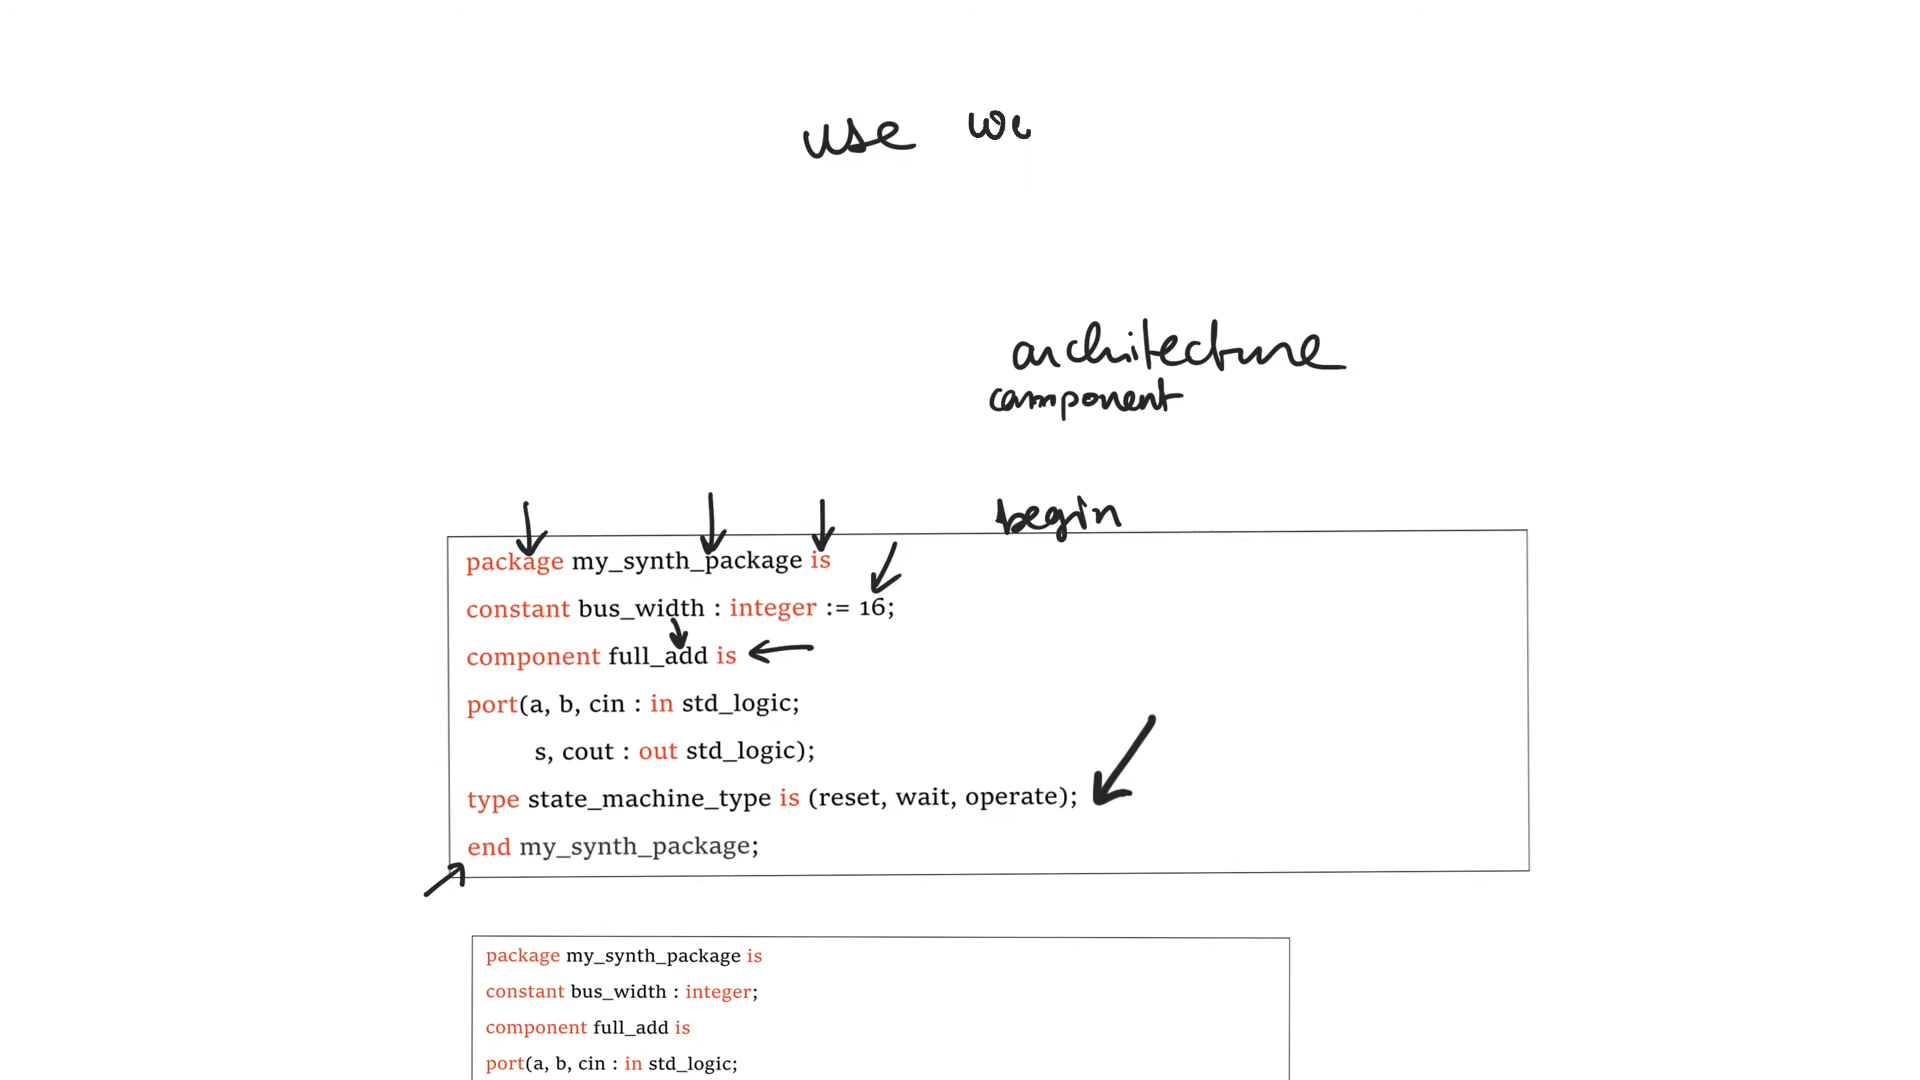 use wo
architecture
component
begin
package my_synth_package is
constant bus_width : integer := 16;
component full_add is
port(a, b, cin : in std_logic;
s, cout : out std_logic);
type state_machine_type is (reset, wait, operate);
end my_synth_package;
package my_synth_package is
constant bus_width : integer;
component full_add is
port(a, b, cin : in std_logic;